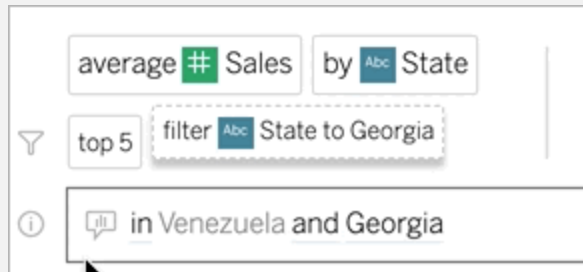 average # Sales by Abc State
top 5 filter Abc State to Georgia
in Venezuela and Georgia